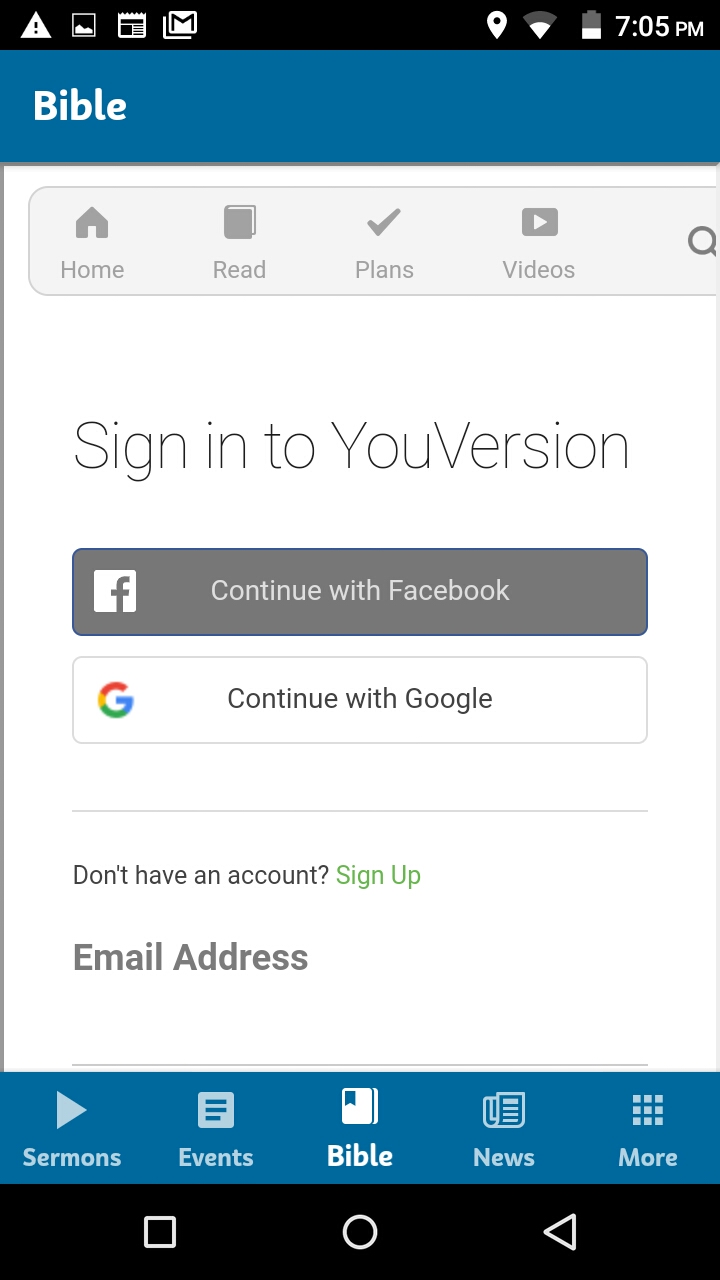 7:05 PM
Bible
Home Read Plans Videos
Sign in to YouVersion
Continue with Facebook
Continue with Google
Don't have an account? Sign Up
Email Address
Sermons Events Bible News More